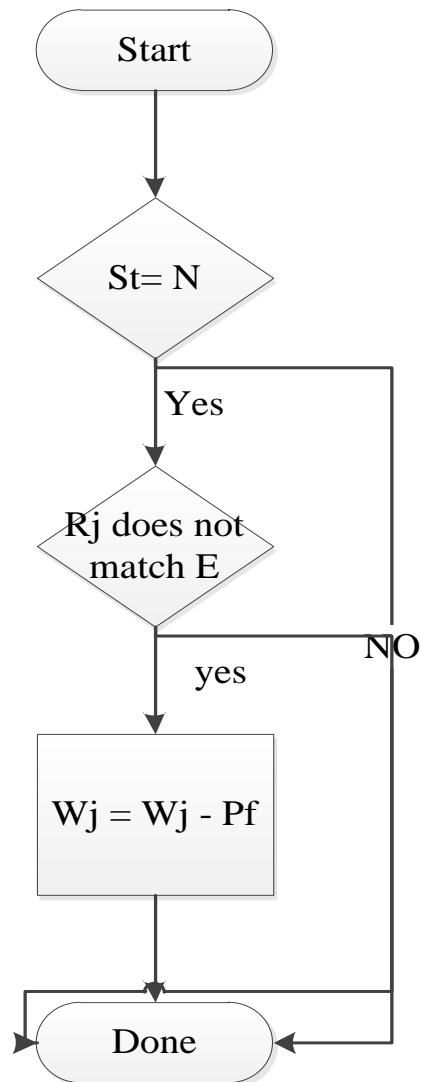 Start
St= N
Yes
Rj does not
match E
NO
yes
Wj = Wj - Pf
Done